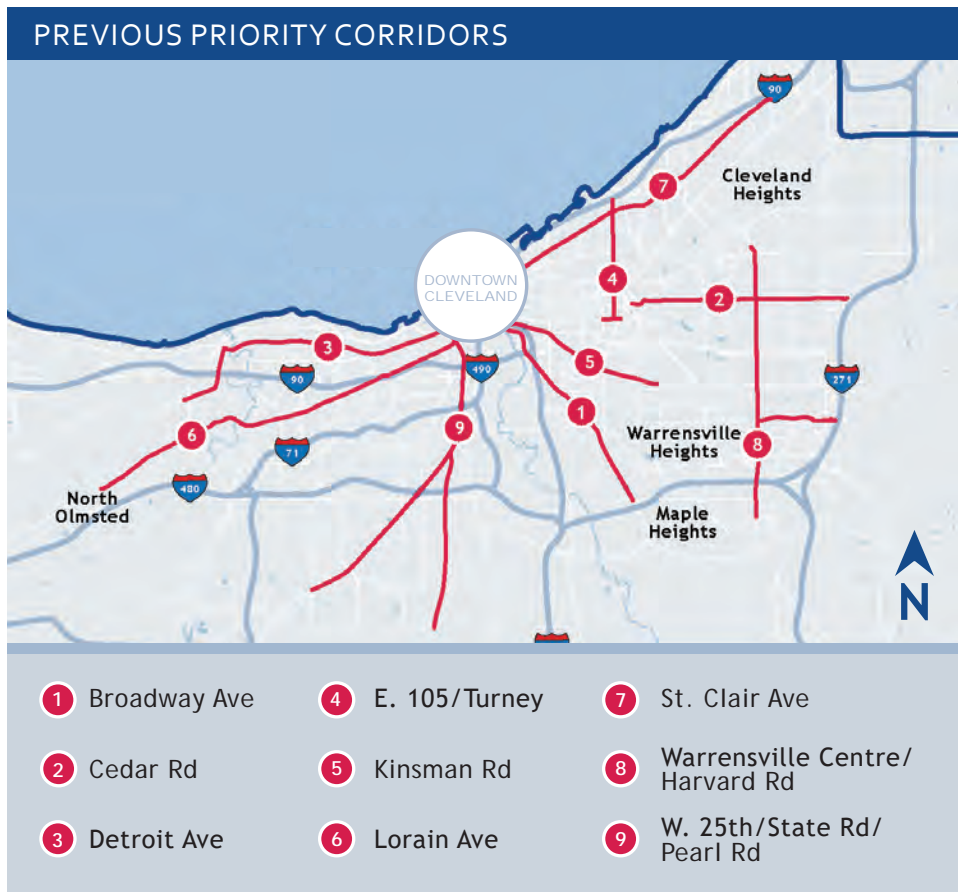 PREVIOUS PRIORITY CORRIDORS
90
Cleveland
Heights
7
DOWNTOWN
CLEVELAND
4
2
3
5
90
490
271
1
6
9
Warrensville
Heights
8
71
480
North
Olmsted
Maple
Heights
N
1 Broadway Ave
4 E. 105/Turney
7 St. Clair Ave
2 Cedar Rd
5 Kinsman Rd
8 Warrensville Centre/
Harvard Rd
3 Detroit Ave
6 Lorain Ave
9 W. 25th/State Rd/
Pearl Rd